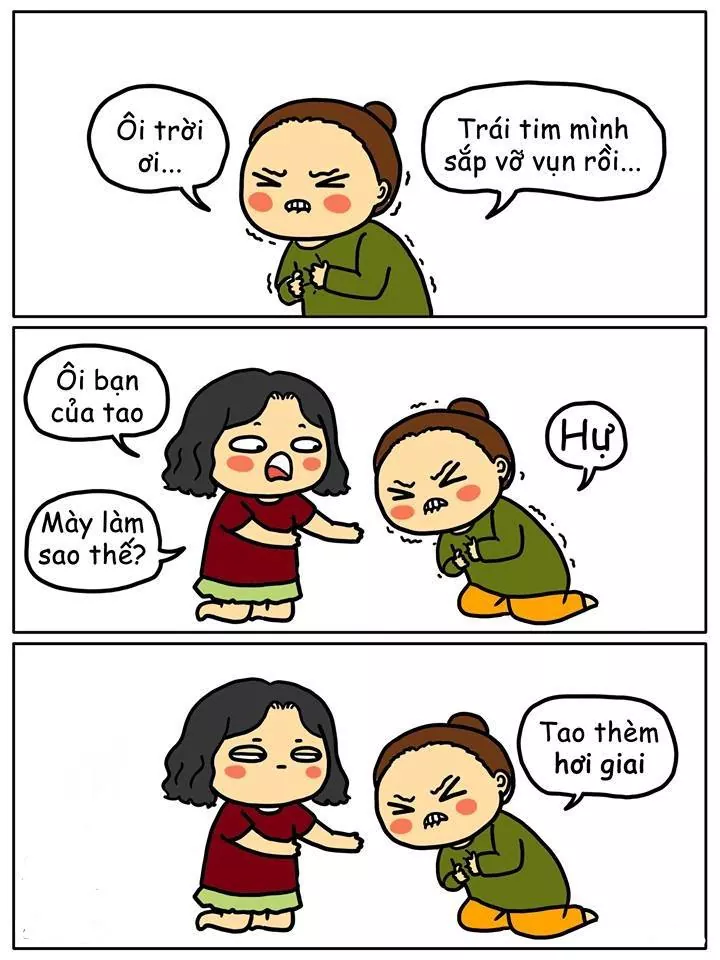 Ôi trời
ơi...
Trái tim mình
sắp vỡ vụn rồi...
Ôi bạn
của tao
Mày làm
sao thế?
Hự
Tao thèm
hơi giai